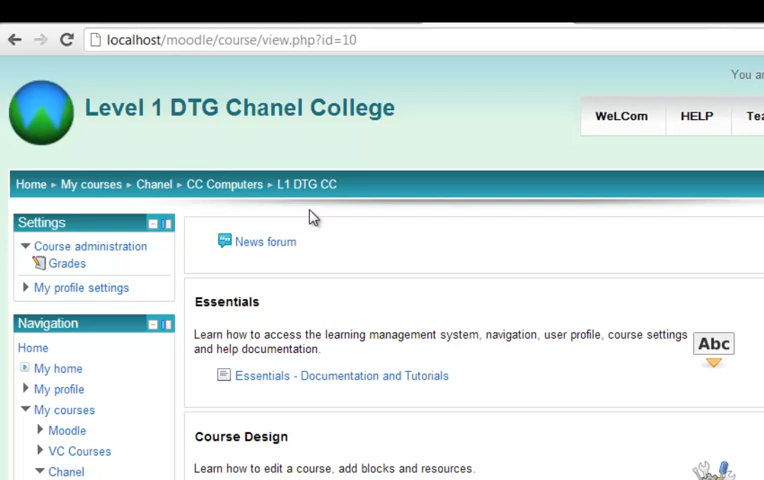 localhost/moodle/course/view.php?id=10
You
Level 1 DTG Chanel College
WeLCom HELP
Home ▸ My courses ▸ Chanel ▸ CC Computers ▸ L1 DTG CC
Settings
Course administration
Grades
My profile settings
Navigation
Home
My home
My profile
My courses
Moodle
VC Courses
Chanel
News forum
Essentials
Learn how to access the learning management system, navigation, user profile, course settings
and help documentation.
Abc
Essentials - Documentation and Tutorials
Course Design
Learn how to edit a course, add blocks and resources.